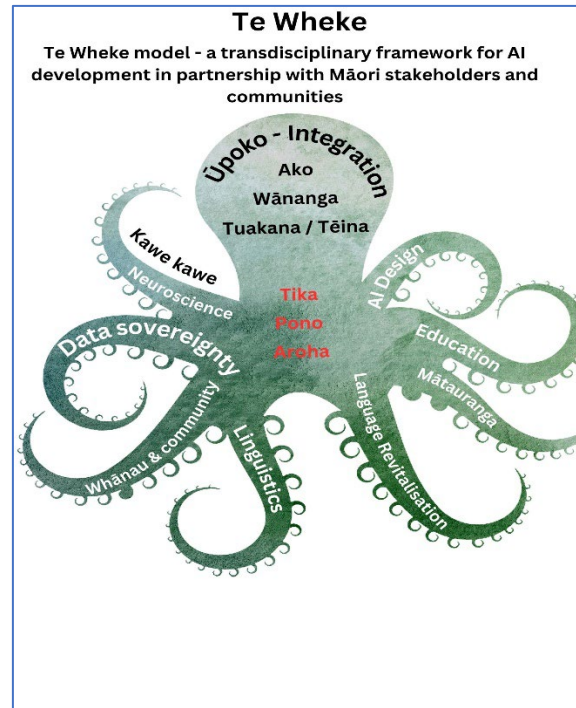 Te Wheke
Te Wheke model - a transdisciplinary framework for AI
development in partnership with Māori stakeholders and
communities
Ūpoko - Integration
Ako
Wānanga
Tuakana / Tēina
Kawe kawe
Neuroscience
Data sovereignty
Whānau & community
Linguistics
Tika
Pono
Aroha
AI Design
Education
Mātauranga
Language Revitalisation